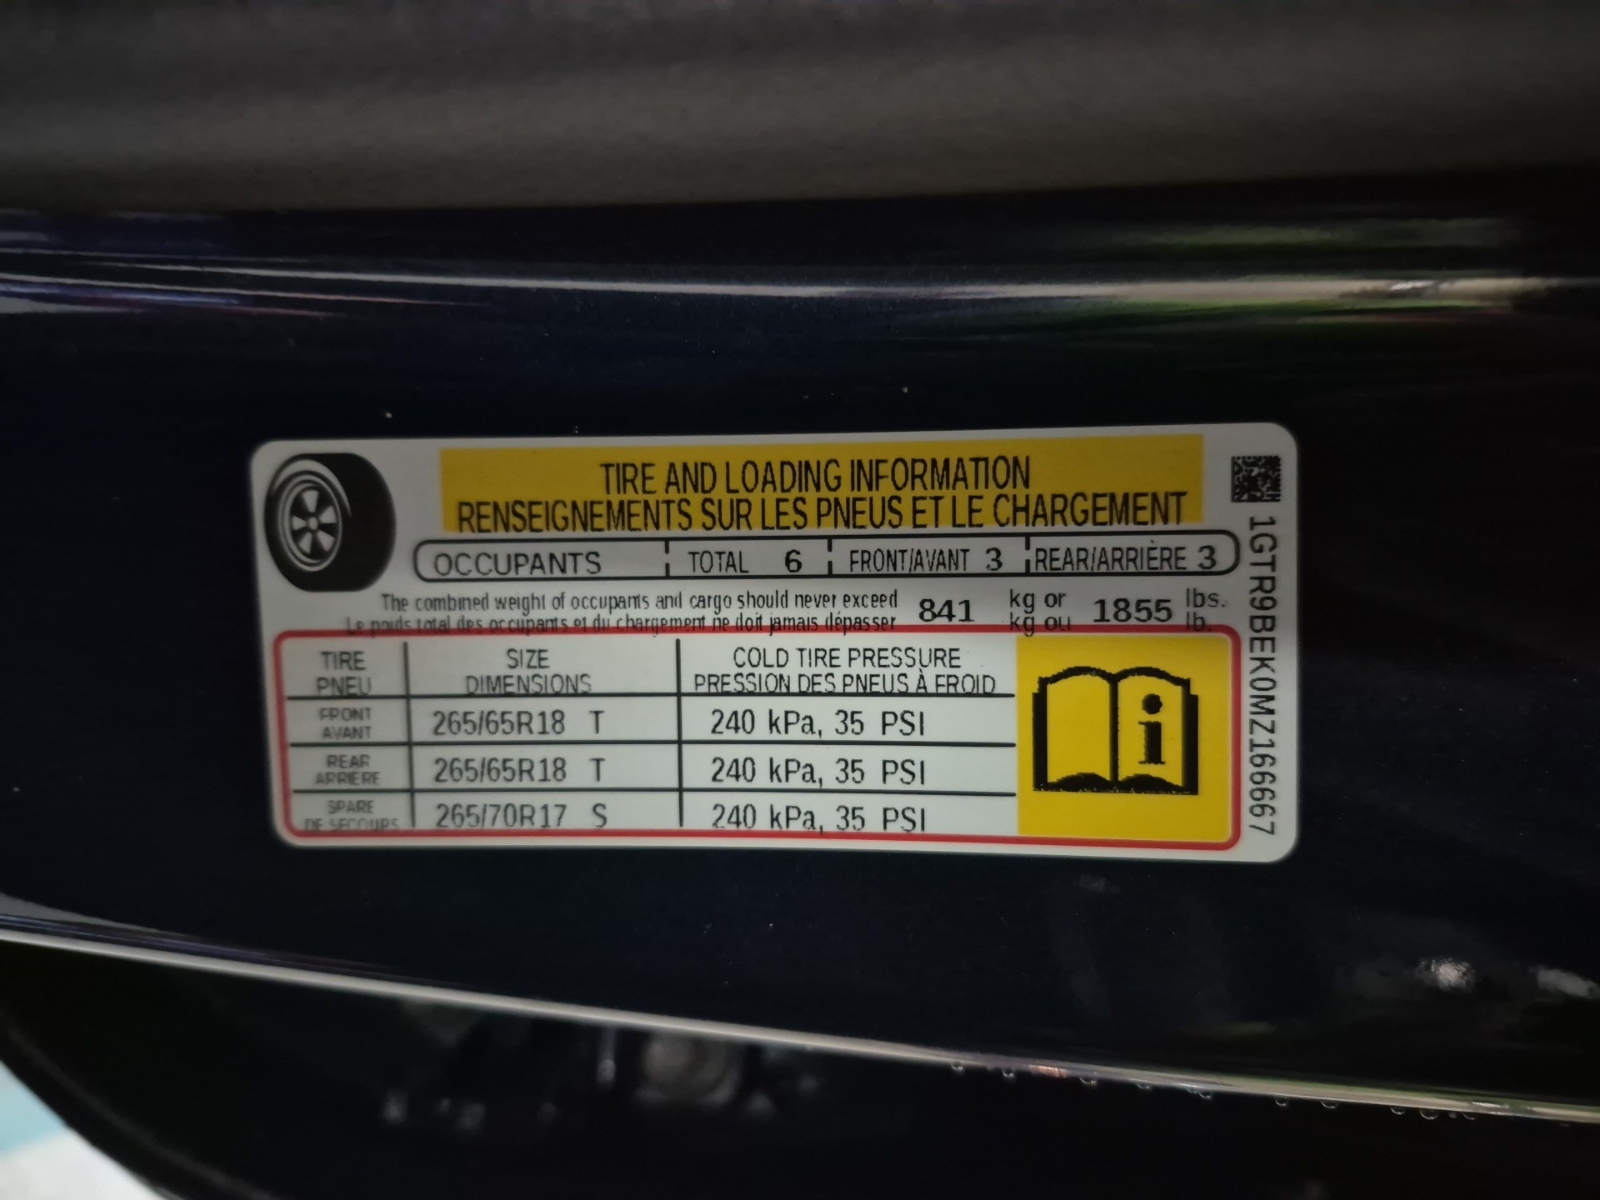 TIRE AND LOADING INFORMATION
RENSEIGNEMENTS SUR LES PNEUS ET LE CHARGEMENT
OCCUPANTS TOTAL 6 FRONT/AVANT 3 REAR/ARRIÈRE 3
The combined weight of occupants and cargo should never exceed 841 kg or 1855 lbs.
Le poids total des occupants et du chargement ne doit jamais dépasser kg ou lb.
TIRE SIZE COLD TIRE PRESSURE
PNEU DIMENSIONS PRESSION DES PNEUS À FROID
FRONT
AVANT 265/65R18 T 240 kPa, 35 PSI
REAR
ARRIERE 265/65R18 T 240 kPa, 35 PSI
SPARE
DE SECOURS 265/70R17 S 240 kPa, 35 PSI
i
1GTR9BEK0MZ166667